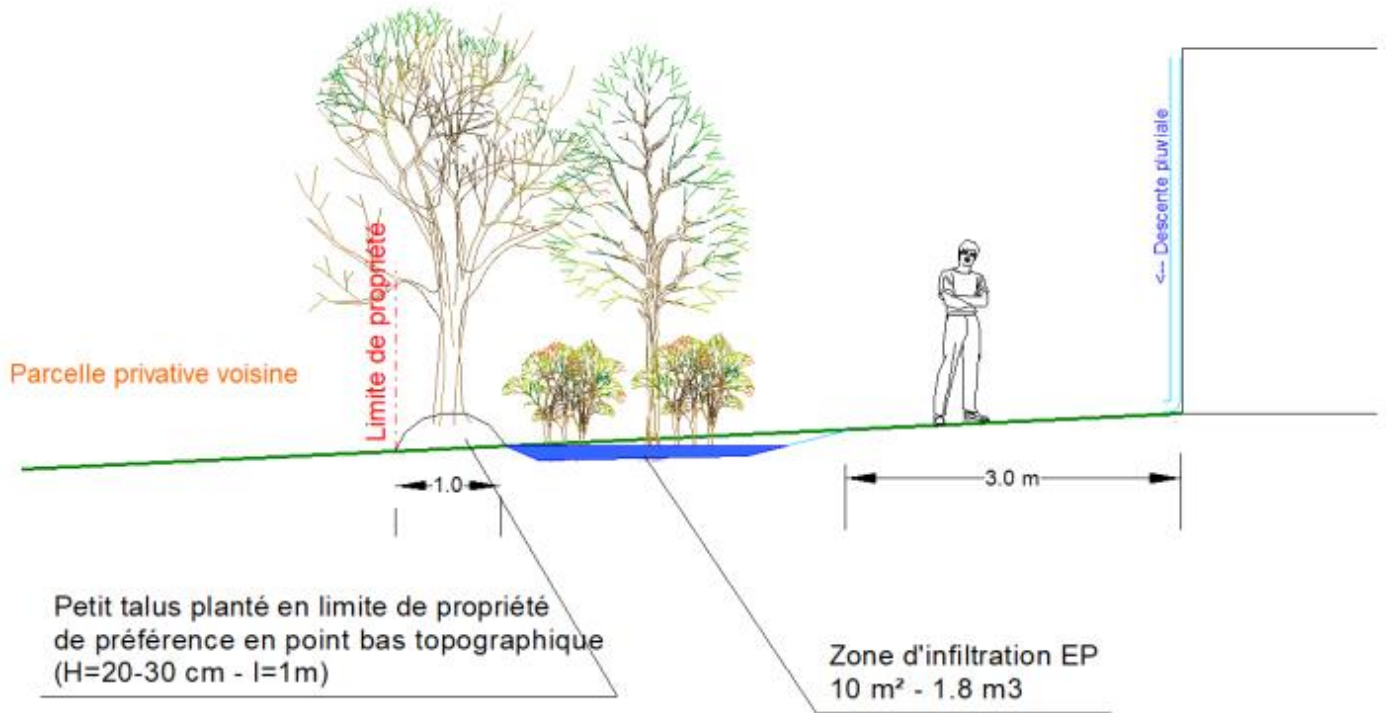 <-- Descente pluviale
Limite de propriété
Parcelle privative voisine
1.0
3.0 m
Petit talus planté en limite de propriété
de préférence en point bas topographique
(H=20-30 cm - l=1m)
Zone d'infiltration EP
10 m² - 1.8 m3